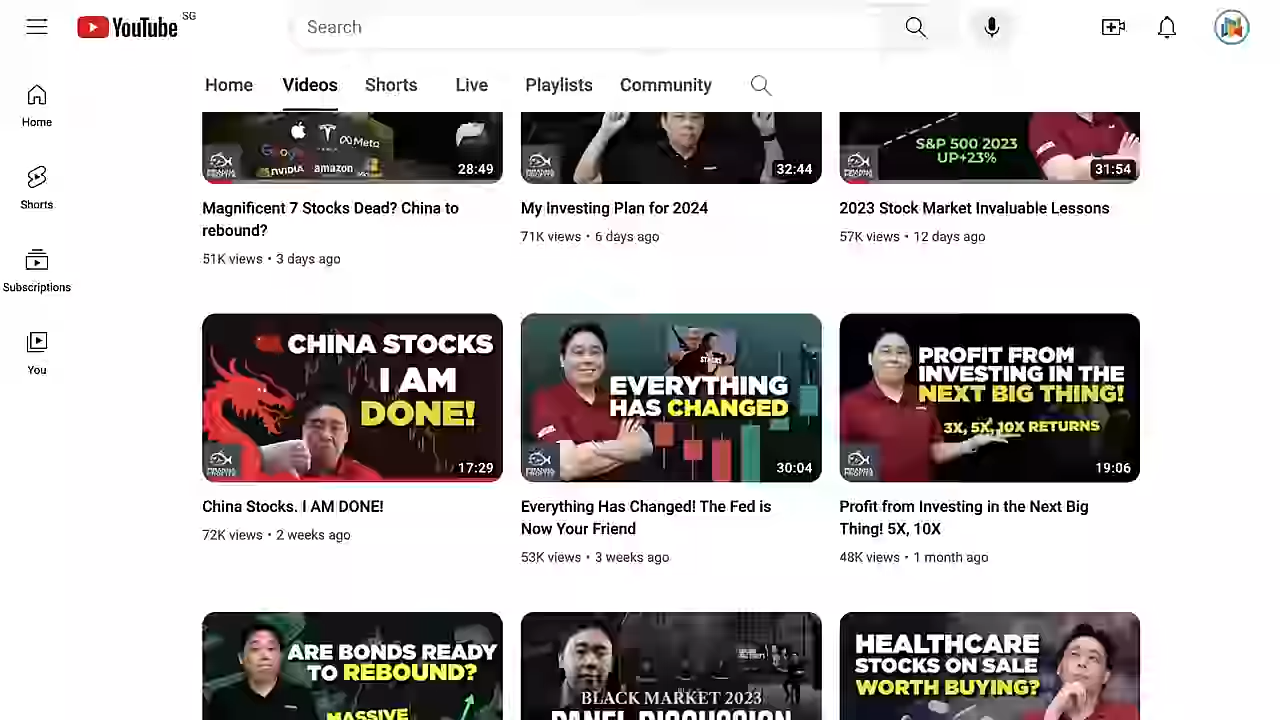 YouTube SG
Search
Home Videos Shorts Live Playlists Community
Home
Shorts
Subscriptions
You
Google
Meta
NVIDIA amazon
28:49
32:44
S&P 500 2023
UP+23%
31:54
Magnificent 7 Stocks Dead? China to
rebound?
51K views • 3 days ago
My Investing Plan for 2024
71K views • 6 days ago
2023 Stock Market Invaluable Lessons
57K views • 12 days ago
CHINA STOCKS
I AM
DONE!
17:29
STOCKS
EVERYTHING
HAS CHANGED
30:04
PROFIT FROM
INVESTING IN THE
NEXT BIG THING!
3X, 5X, 10X RETURNS
19:06
China Stocks. I AM DONE!
72K views • 2 weeks ago
Everything Has Changed! The Fed is
Now Your Friend
53K views • 3 weeks ago
Profit from Investing in the Next Big
Thing! 5X, 10X
48K views • 1 month ago
ARE BONDS READY
TO REBOUND?
MASSIVE
BLACK MARKET 2023
PANEL DISCUSSION
HEALTHCARE
STOCKS ON SALE
WORTH BUYING?